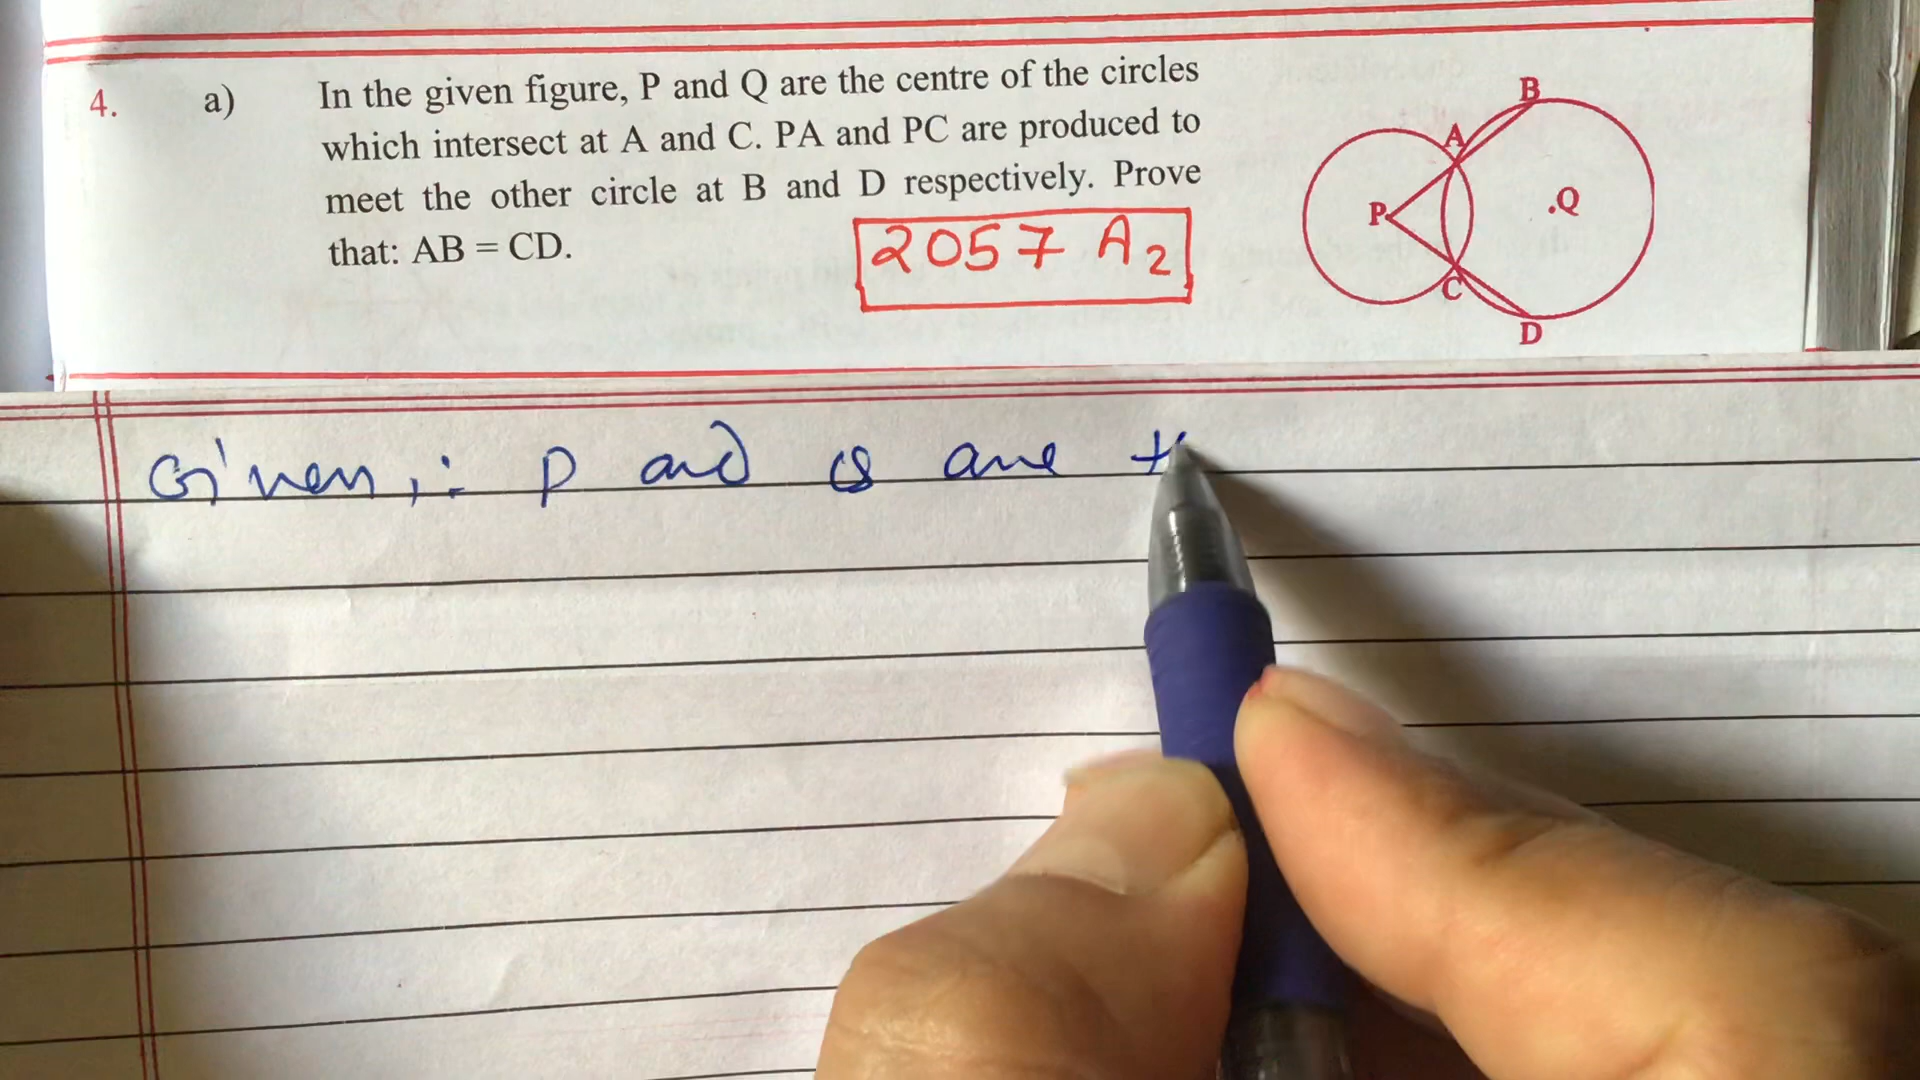 4. a) In the given figure, P and Q are the centre of the circles
which intersect at A and C. PA and PC are produced to
meet the other circle at B and D respectively. Prove
that: AB = CD.
2057 A2
B
A
P
.Q
C
D
Given,: P and Q are